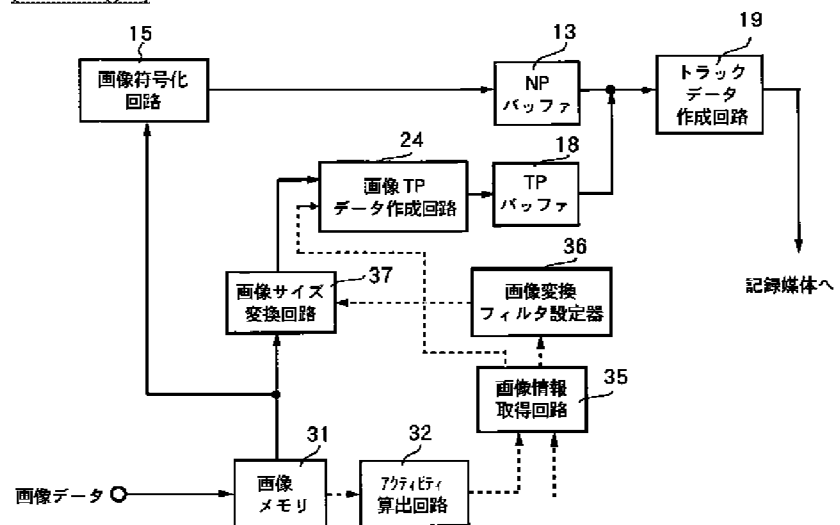 15
画像符号化
回路
13
NP
バッファ
19
トラック
データ
作成回路
24
画像TP
データ作成回路
18
TP
バッファ
記録媒体へ
37
画像サイズ
変換回路
36
画像変換
フィルタ設定器
35
画像情報
取得回路
画像データ
31
画像
メモリ
32
アクティビティ
算出回路